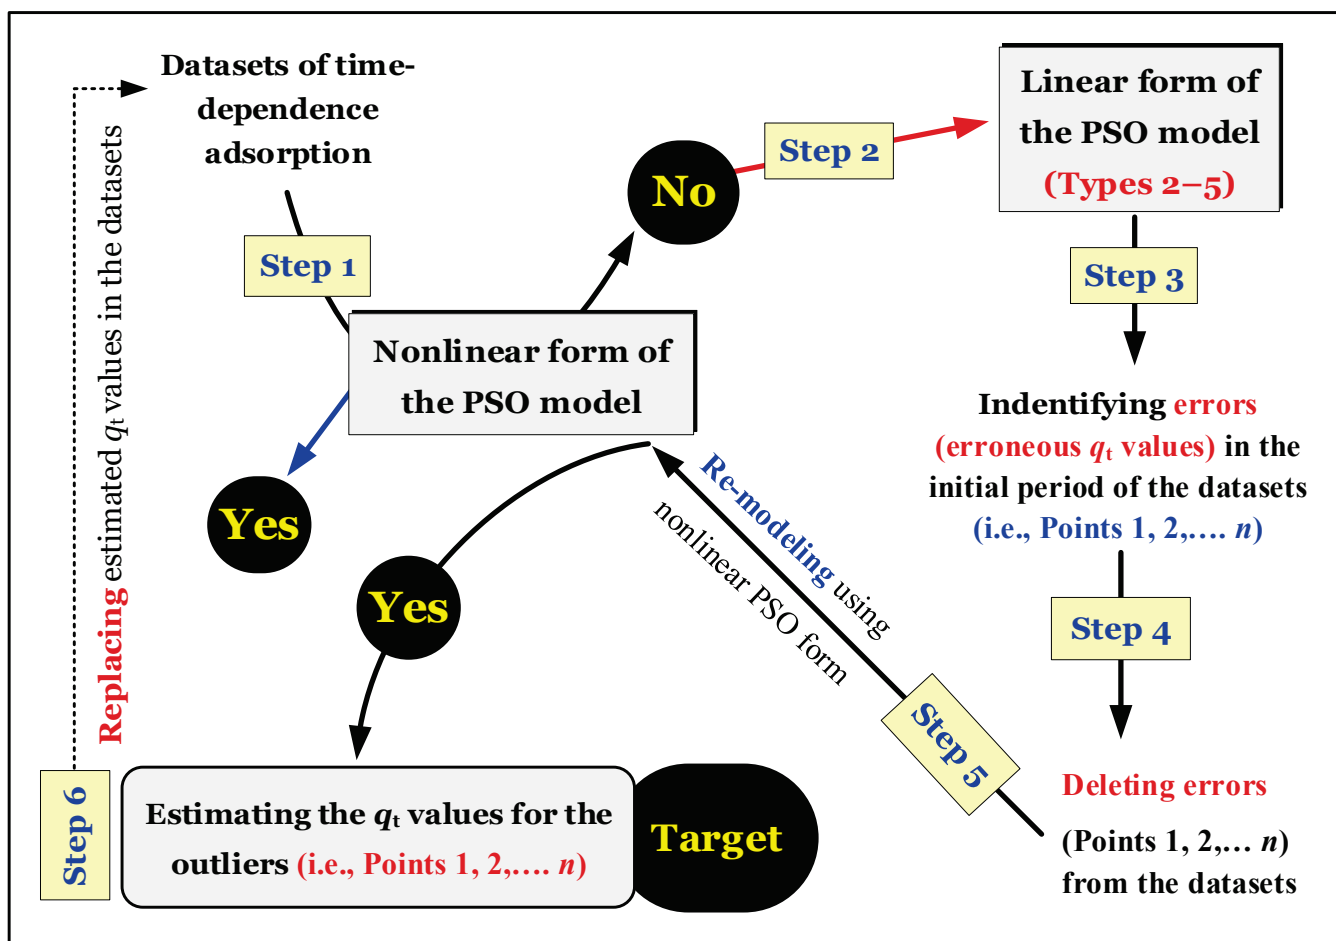 Datasets of time-
dependence
adsorption
Step 1
Nonlinear form of
the PSO model
Yes
No
Step 2
Linear form of
the PSO model
(Types 2–5)
Step 3
Indentifying errors
(erroneous qt values) in the
initial period of the datasets
(i.e., Points 1, 2,.... n)
Step 4
Deleting errors
(Points 1, 2,... n)
from the datasets
Step 5
Re-modeling using
nonlinear PSO form
Yes
Estimating the qt values for the
outliers (i.e., Points 1, 2,.... n)
Target
Step 6
Replacing estimated qt values in the datasets